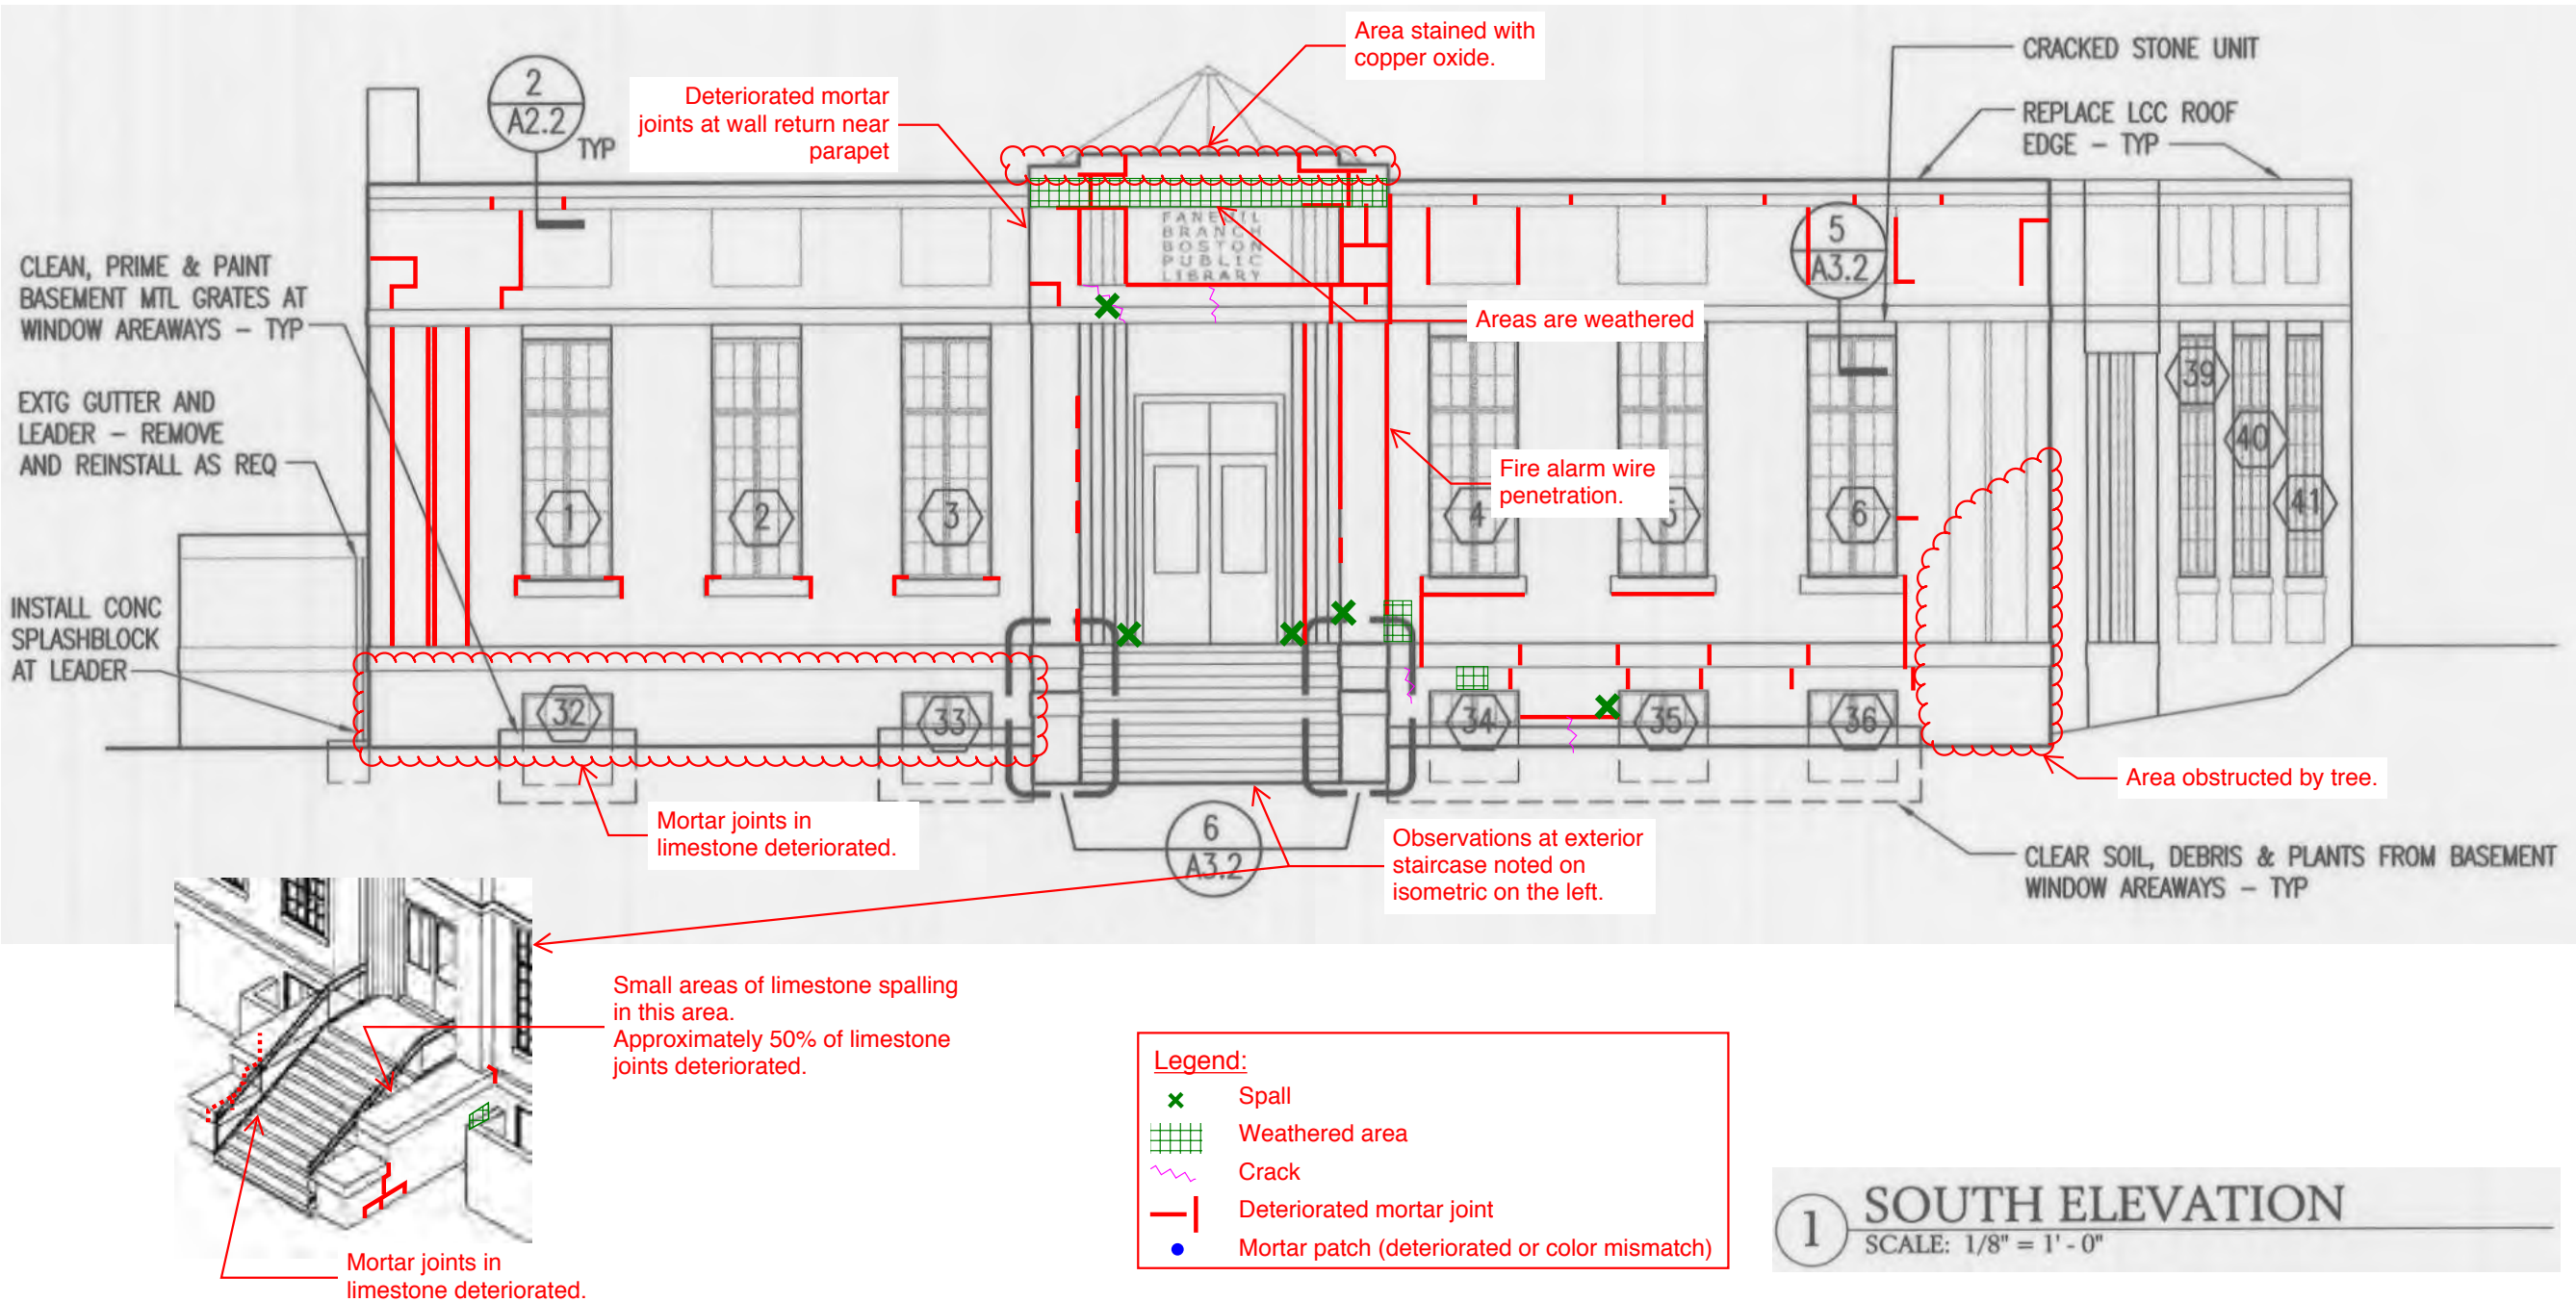 Area stained with
copper oxide.
CRACKED STONE UNIT
2
A2.2
TYP
Deteriorated mortar
joints at wall return near
parapet
REPLACE LCC ROOF
EDGE – TYP
FANEUIL
BRANCH
BOSTON
PUBLIC
LIBRARY
5
A3.2
CLEAN, PRIME & PAINT
BASEMENT MTL GRATES AT
WINDOW AREAWAYS – TYP
Areas are weathered
EXTG GUTTER AND
LEADER – REMOVE
AND REINSTALL AS REQ
39
40
41
Fire alarm wire
penetration.
1
2
3
4
5
6
INSTALL CONC
SPLASHBLOCK
AT LEADER
32
33
34
35
36
Area obstructed by tree.
Mortar joints in
limestone deteriorated.
6
A3.2
Observations at exterior
staircase noted on
isometric on the left.
CLEAR SOIL, DEBRIS & PLANTS FROM BASEMENT
WINDOW AREAWAYS – TYP
Small areas of limestone spalling
in this area.
Approximately 50% of limestone
joints deteriorated.
Mortar joints in
limestone deteriorated.
Legend:
Spall
Weathered area
Crack
Deteriorated mortar joint
Mortar patch (deteriorated or color mismatch)
1
SOUTH ELEVATION
SCALE: 1/8" = 1' - 0"